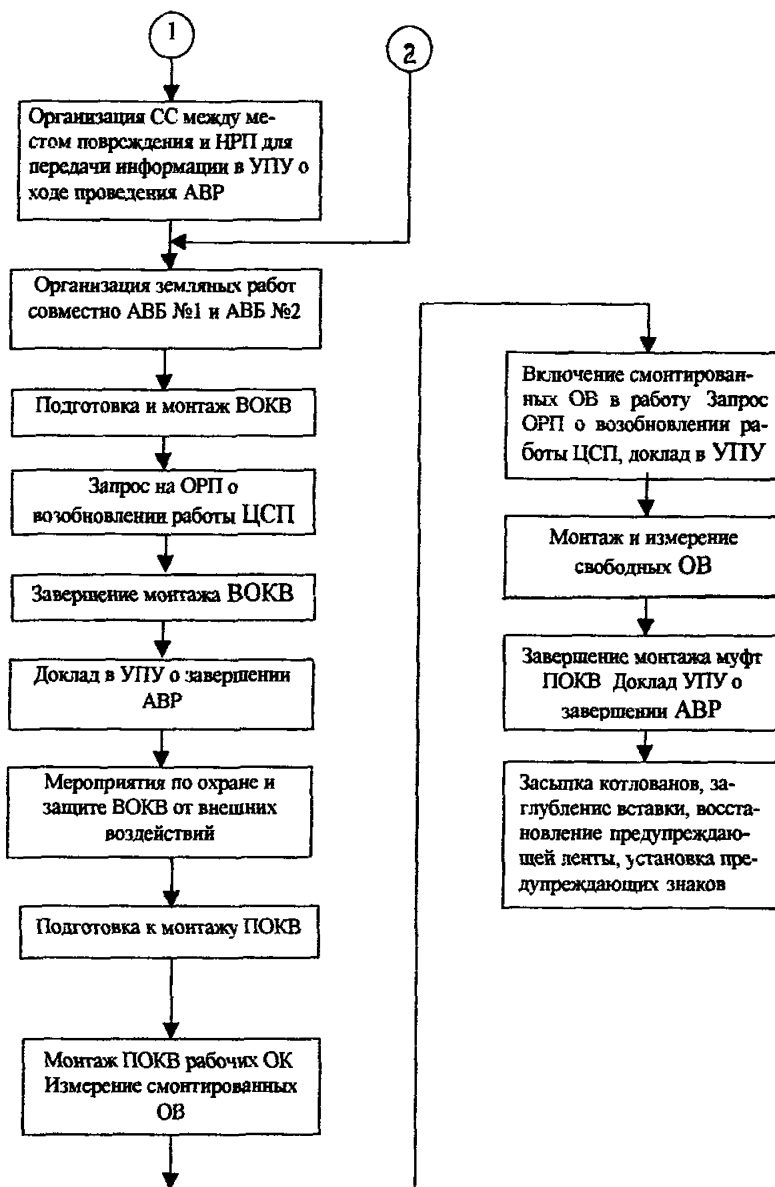 1
2
Организация СС между ме-
стом повреждения и НРП для
передачи информации в УПУ о
ходе проведения АВР
Организация земляных работ
совместно АВБ №1 и АВБ №2
Подготовка и монтаж ВОКВ
Запрос на ОРП о
возобновлении работы ЦСП
Завершение монтажа ВОКВ
Доклад в УПУ о завершении
АВР
Мероприятия по охране и
защите ВОКВ от внешних
воздействий
Подготовка к монтажу ПОКВ
Монтаж ПОКВ рабочих ОК
Измерение смонтированных
ОВ
Включение смонтирован-
ных ОВ в работу Запрос
ОРП о возобновления ра-
боты ЦСП, доклад в УПУ
Монтаж и измерение
свободных ОВ
Завершение монтажа муфт
ПОКВ Доклад УПУ о
завершении АВР
Засыпка котлованов, за-
глубление вставки, восста-
новление предупреждаю-
щей ленты, установка пре-
дупреждающих знаков